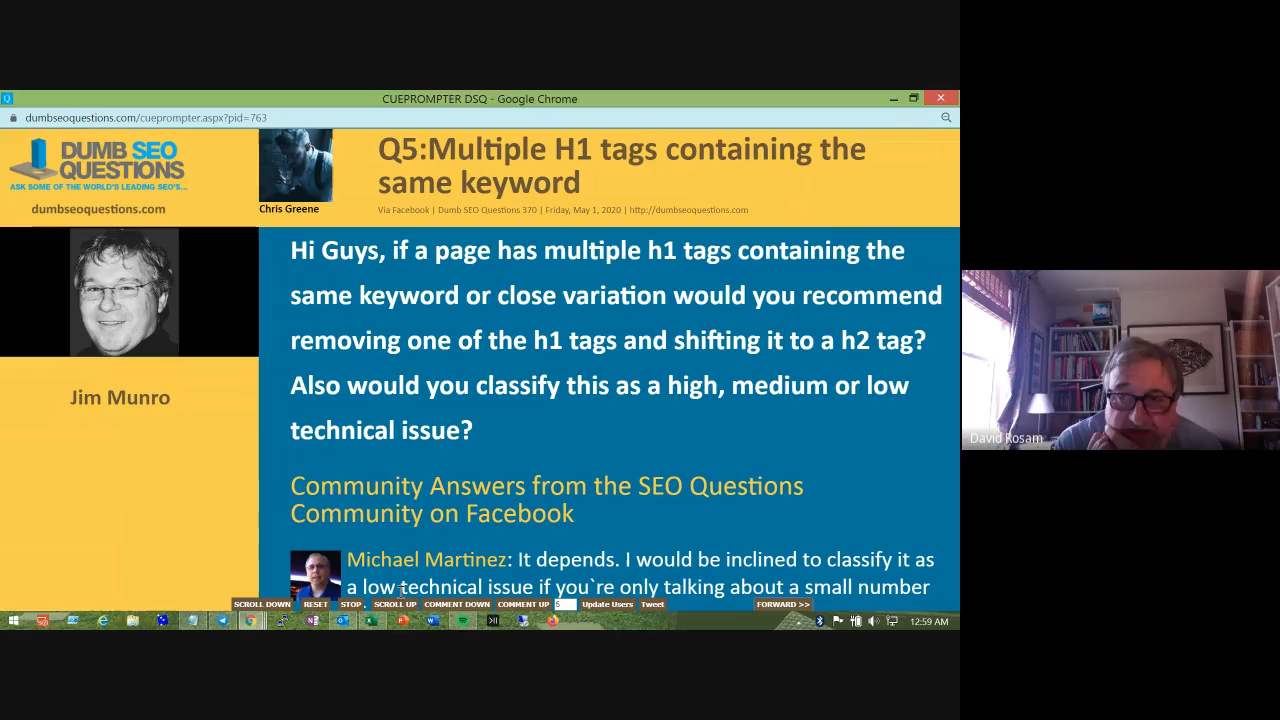 CUEPROMPTER DSQ - Google Chrome
dumbseoquestions.com/cueprompter.aspx?pid=763
DUMB SEO
QUESTIONS
ASK SOME OF THE WORLD'S LEADING SEO'S...
dumbseoquestions.com
Chris Greene
Q5:Multiple H1 tags containing the
same keyword
Via Facebook | Dumb SEO Questions 370 | Friday, May 1, 2020 | http://dumbseoquestions.com
Jim Munro
Hi Guys, if a page has multiple h1 tags containing the
same keyword or close variation would you recommend
removing one of the h1 tags and shifting it to a h2 tag?
Also would you classify this as a high, medium or low
technical issue?
Community Answers from the SEO Questions
Community on Facebook
Michael Martinez: It depends. I would be inclined to classify it as
a low technical issue if you`re only talking about a small number
SCROLL DOWN RESET STOP . SCROLL UP COMMENT DOWN COMMENT UP 5 Update Users Tweet FORWARD >>
12:59 AM
David Rosam